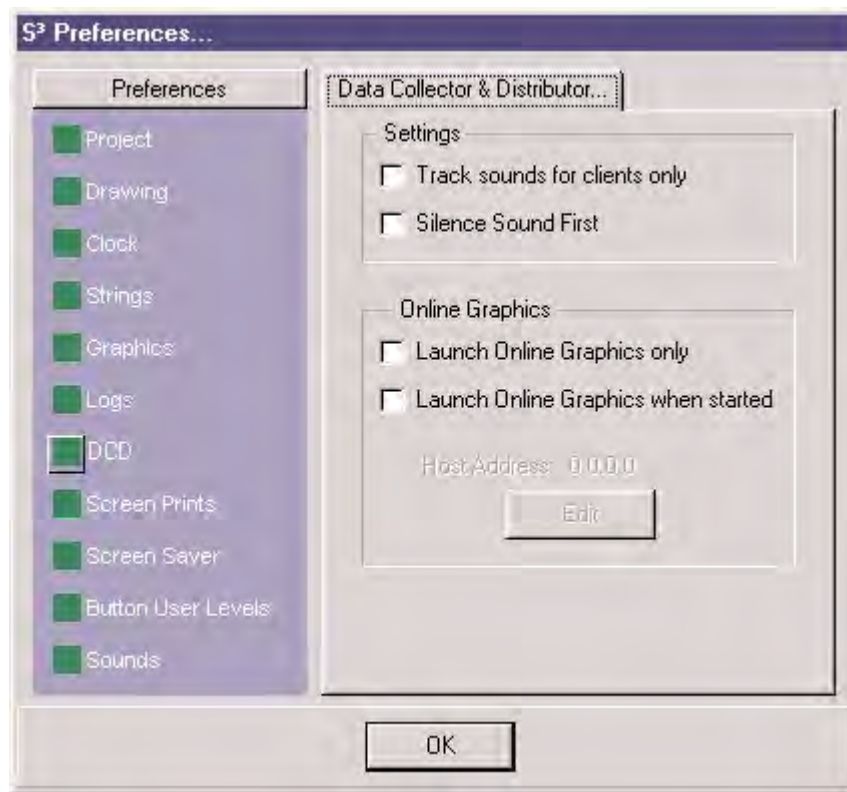 S³ Preferences...
Preferences
Project
Drawing
Clock
Strings
Graphics
Logs
DCD
Screen Prints
Screen Saver
Button User Levels
Sounds
Data Collector & Distributor...
Settings
Track sounds for clients only
Silence Sound First
Online Graphics
Launch Online Graphics only
Launch Online Graphics when started
Host Address: 0.0.0.0
Edit
OK